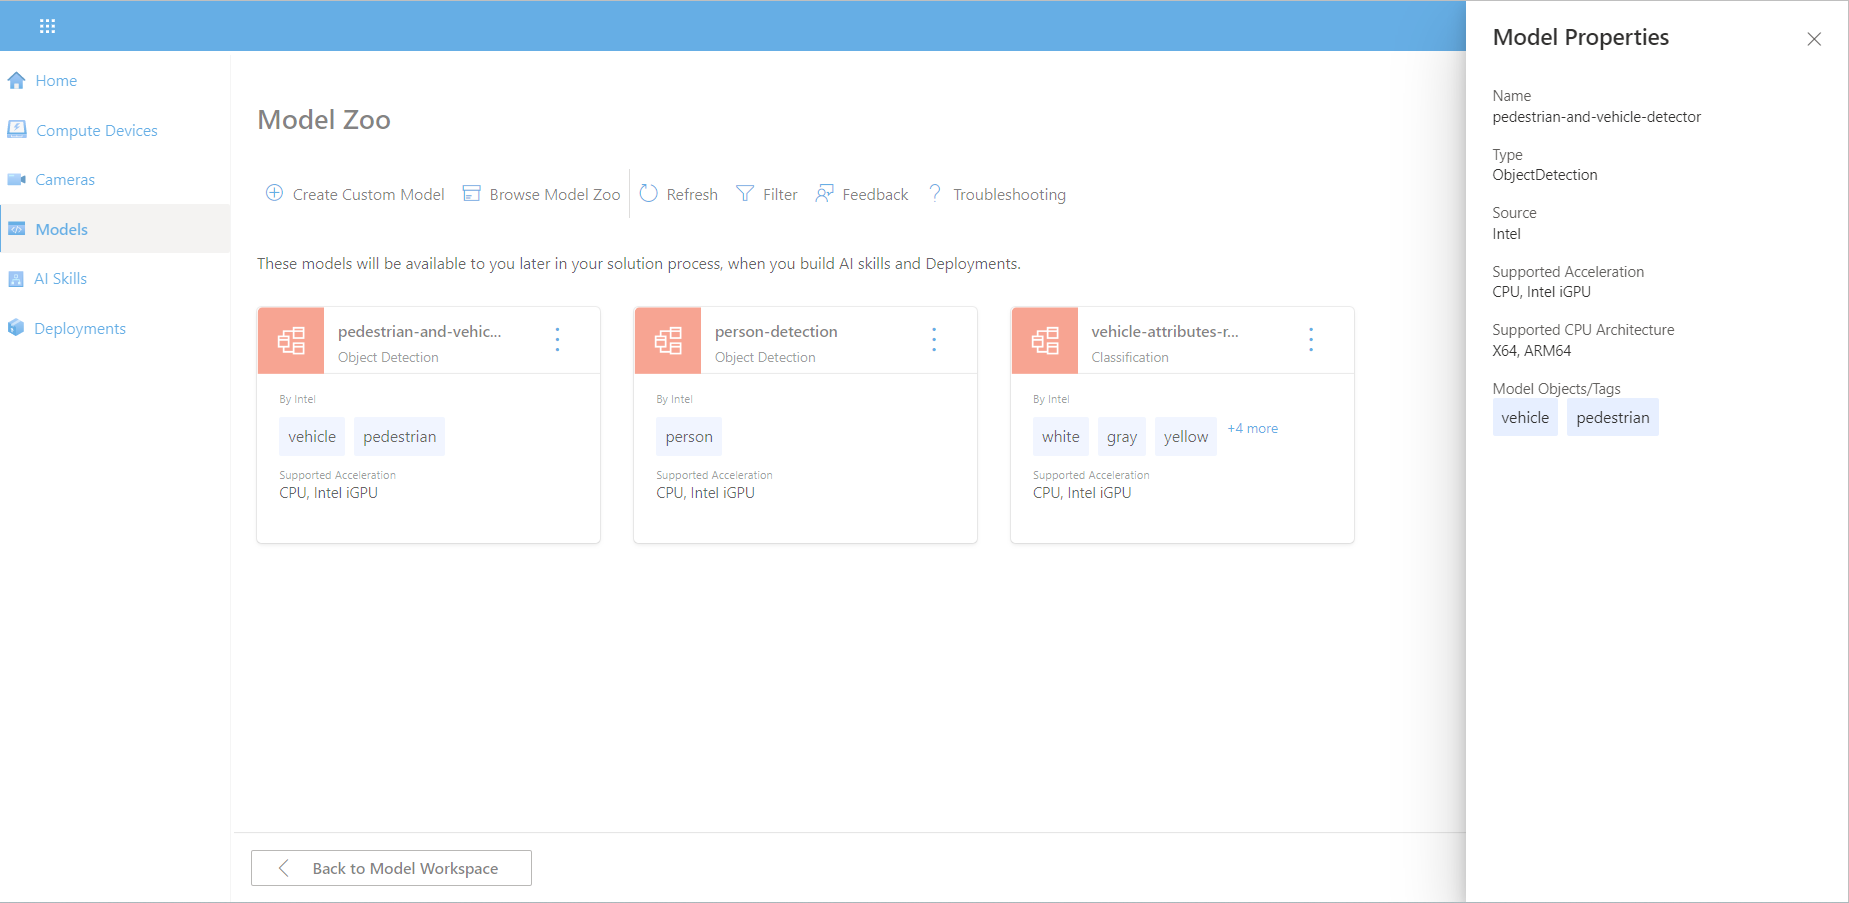 Home
Compute Devices
Cameras
Models
AI Skills
Deployments
Model Zoo
Create Custom Model Browse Model Zoo Refresh Filter Feedback ? Troubleshooting
These models will be available to you later in your solution process, when you build AI skills and Deployments.
pedestrian-and-vehic...
Object Detection
By Intel
vehicle pedestrian
Supported Acceleration
CPU, Intel iGPU
person-detection
Object Detection
By Intel
person
Supported Acceleration
CPU, Intel iGPU
vehicle-attributes-r...
Classification
By Intel
white gray yellow +4 more
Supported Acceleration
CPU, Intel iGPU
Back to Model Workspace
Model Properties
Name
pedestrian-and-vehicle-detector
Type
ObjectDetection
Source
Intel
Supported Acceleration
CPU, Intel iGPU
Supported CPU Architecture
X64, ARM64
Model Objects/Tags
vehicle pedestrian